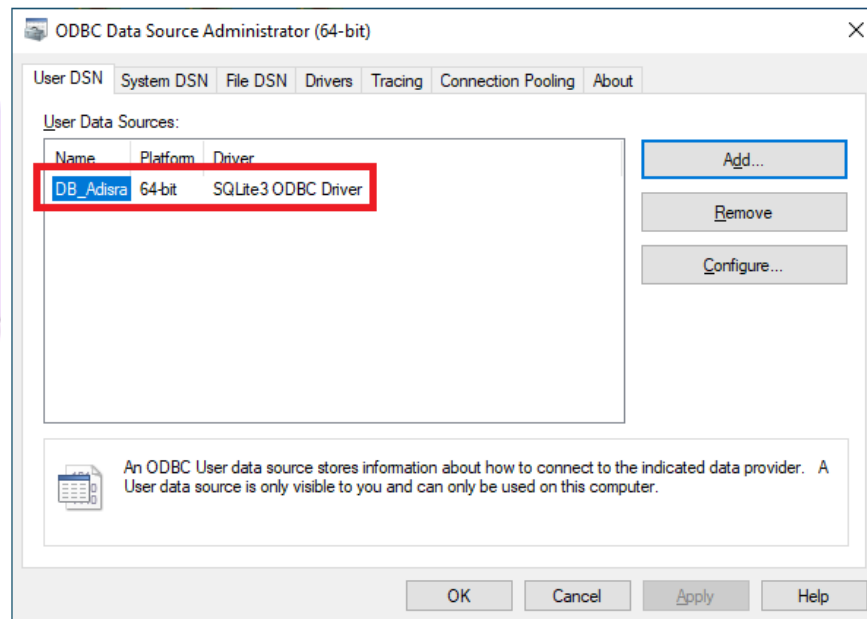 ODBC Data Source Administrator (64-bit)
User DSN System DSN File DSN Drivers Tracing Connection Pooling About
User Data Sources:
Name Platform Driver
DB_Adisra 64-bit SQLite3 ODBC Driver
Add...
Remove
Configure...
An ODBC User data source stores information about how to connect to the indicated data provider. A
User data source is only visible to you and can only be used on this computer.
OK Cancel Apply Help